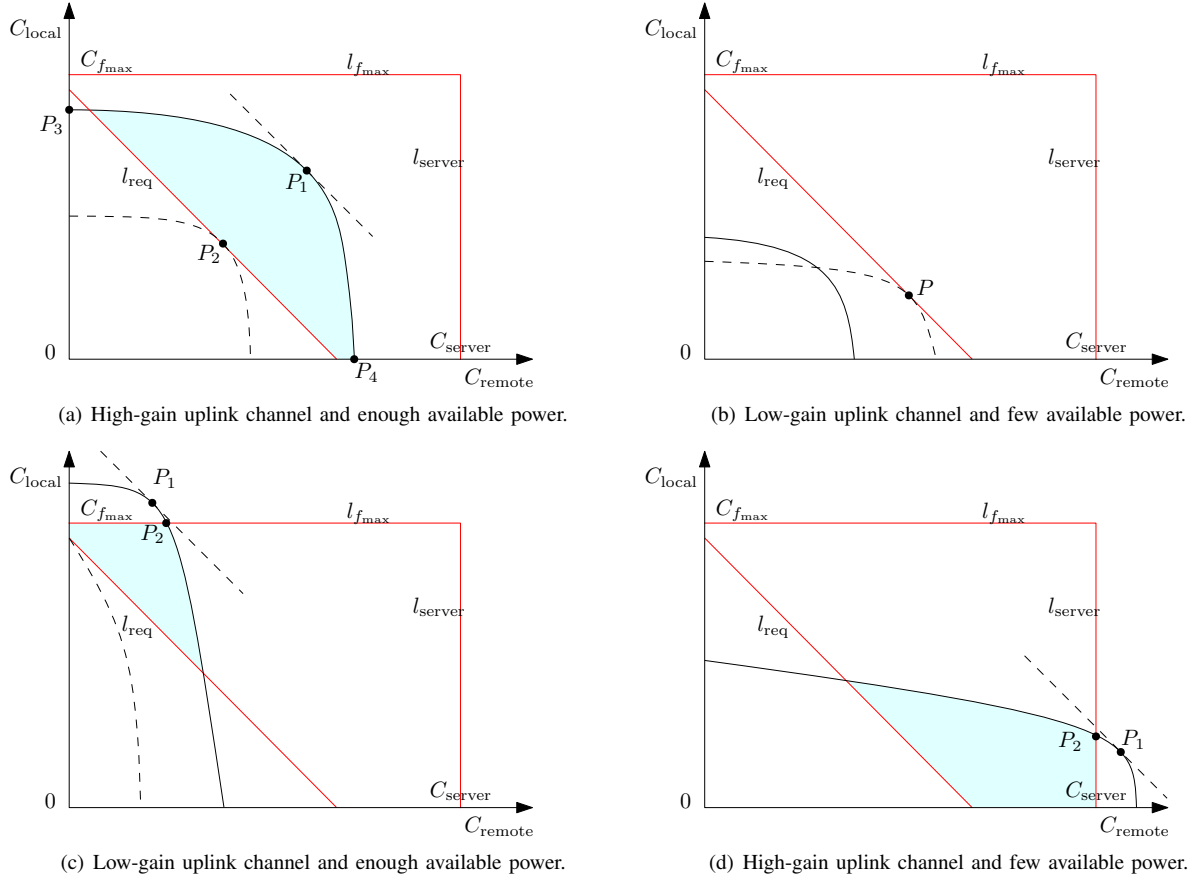 C_local
C_{f_max}
l_{f_max}
P_3
l_req
P_1
l_server
P_2
C_server
0
P_4
C_remote
(a) High-gain uplink channel and enough available power.
C_local
C_{f_max}
l_{f_max}
l_server
l_req
P
C_server
0
C_remote
(b) Low-gain uplink channel and few available power.
C_local
P_1
C_{f_max}
l_{f_max}
P_2
l_server
l_req
C_server
0
C_remote
(c) Low-gain uplink channel and enough available power.
C_local
C_{f_max}
l_{f_max}
l_server
l_req
P_2
P_1
C_server
0
C_remote
(d) High-gain uplink channel and few available power.